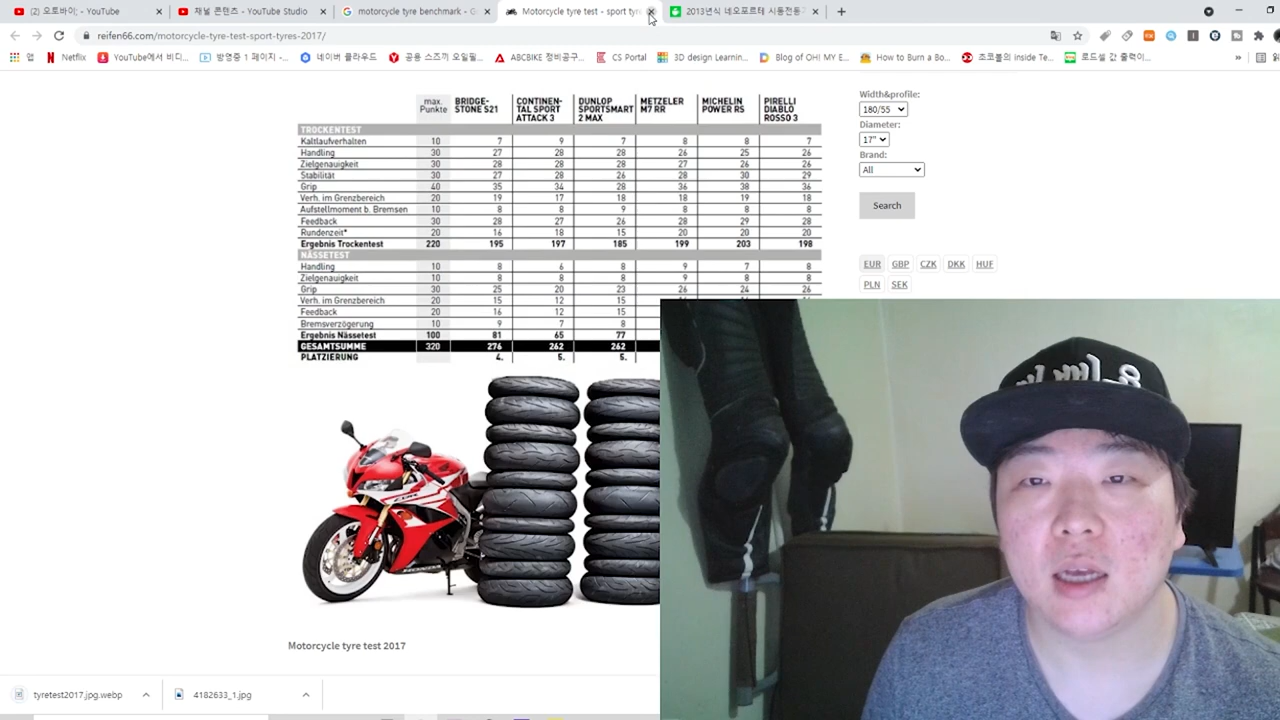 (2) 오토바이; - YouTube
재널 콘텐츠 - YouTube Studio
motorcycle tyre benchmark - G
Motorcycle tyre test - sport tyr
2013년식 네오포르테 시동전동
reifen66.com/motorcycle-tyre-test-sport-tyres-2017/
앱
Netflix
YouTube에서 비디...
방영중 1 페이지 -...
네이버 클라우드
공용 스즈끼 오일필...
ABCBIKE 정비공구...
CS Portal
3D design Learnin...
Blog of OH! MY E...
How to Burn a Bo...
초코볼의 Inside Te...
로드셀 값 출력이...
»
max. Punkte BRIDGE-STONE S21 CONTINEN-TAL SPORT ATTACK 3 DUNLOP SPORTSMART 2 MAX METZELER M7 RR MICHELIN POWER RS PIRELLI DIABLO ROSSO 3
TROCKENTEST
Kaltlaufverhalten 10 7 9 7 8 8 7
Handling 30 27 28 28 26 25 26
Zielgenauigkeit 30 28 28 28 27 26 26
Stabilität 30 27 28 26 28 30 29
Grip 40 35 34 28 36 38 36
Verh. im Grenzbereich 20 19 17 18 18 19 18
Aufstellmoment b. Bremsen 10 8 8 9 8 8 8
Feedback 30 28 27 26 28 29 28
Rundenzeit* 20 16 18 15 20 20 20
Ergebnis Trockentest 220 195 197 185 199 203 198
NÄSSETEST
Handling 10 8 6 8 9 7 8
Zielgenauigkeit 10 8 8 8 9 8 8
Grip 30 25 20 23 26 24 26
Verh. im Grenzbereich 20 15 12 15
Feedback 20 16 12 15
Bremsverzögerung 10 9 7 8
Ergebnis Nässetest 100 81 65 77
GESAMTSUMME 320 276 262 262
PLATZIERUNG 4. 5. 5.
Width&profile:
180/55
Diameter:
17"
Brand:
All
Search
EUR GBP CZK DKK HUF
PLN SEK
Motorcycle tyre test 2017
tyretest2017.jpg.webp
4182633_1.jpg